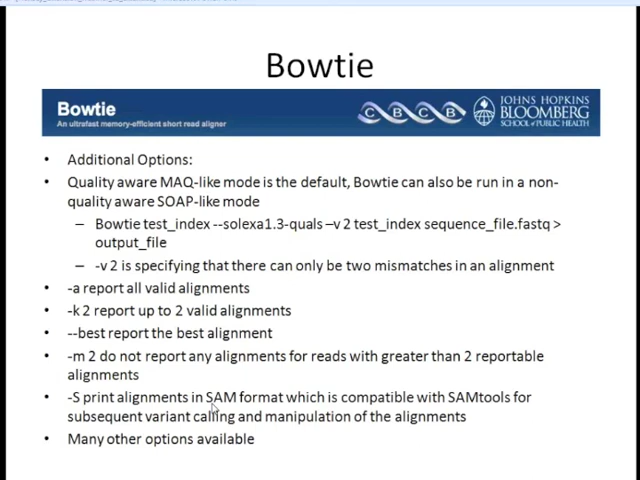 Bowtie
Bowtie
An ultrafast memory-efficient short read aligner
CBCB
JOHNS HOPKINS
BLOOMBERG
SCHOOL of PUBLIC HEALTH
• Additional Options:
• Quality aware MAQ-like mode is the default, Bowtie can also be run in a non-
quality aware SOAP-like mode
– Bowtie test_index --solexa1.3-quals –v 2 test_index sequence_file.fastq >
output_file
– -v 2 is specifying that there can only be two mismatches in an alignment
• -a report all valid alignments
• -k 2 report up to 2 valid alignments
• --best report the best alignment
• -m 2 do not report any alignments for reads with greater than 2 reportable
alignments
• -S print alignments in SAM format which is compatible with SAMtools for
subsequent variant calling and manipulation of the alignments
• Many other options available